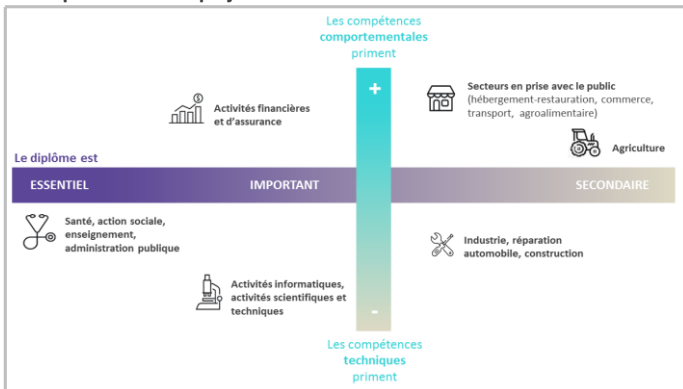 Les compétences
comportementales
priment
+
Activités financières
et d'assurance
Secteurs en prise avec le public
(hébergement-restauration, commerce,
transport, agroalimentaire)
Agriculture
Le diplôme est
ESSENTIEL IMPORTANT SECONDAIRE
Santé, action sociale,
enseignement,
administration publique
Industrie, réparation
automobile, construction
Activités informatiques,
activités scientifiques et
techniques
-
Les compétences
techniques
priment